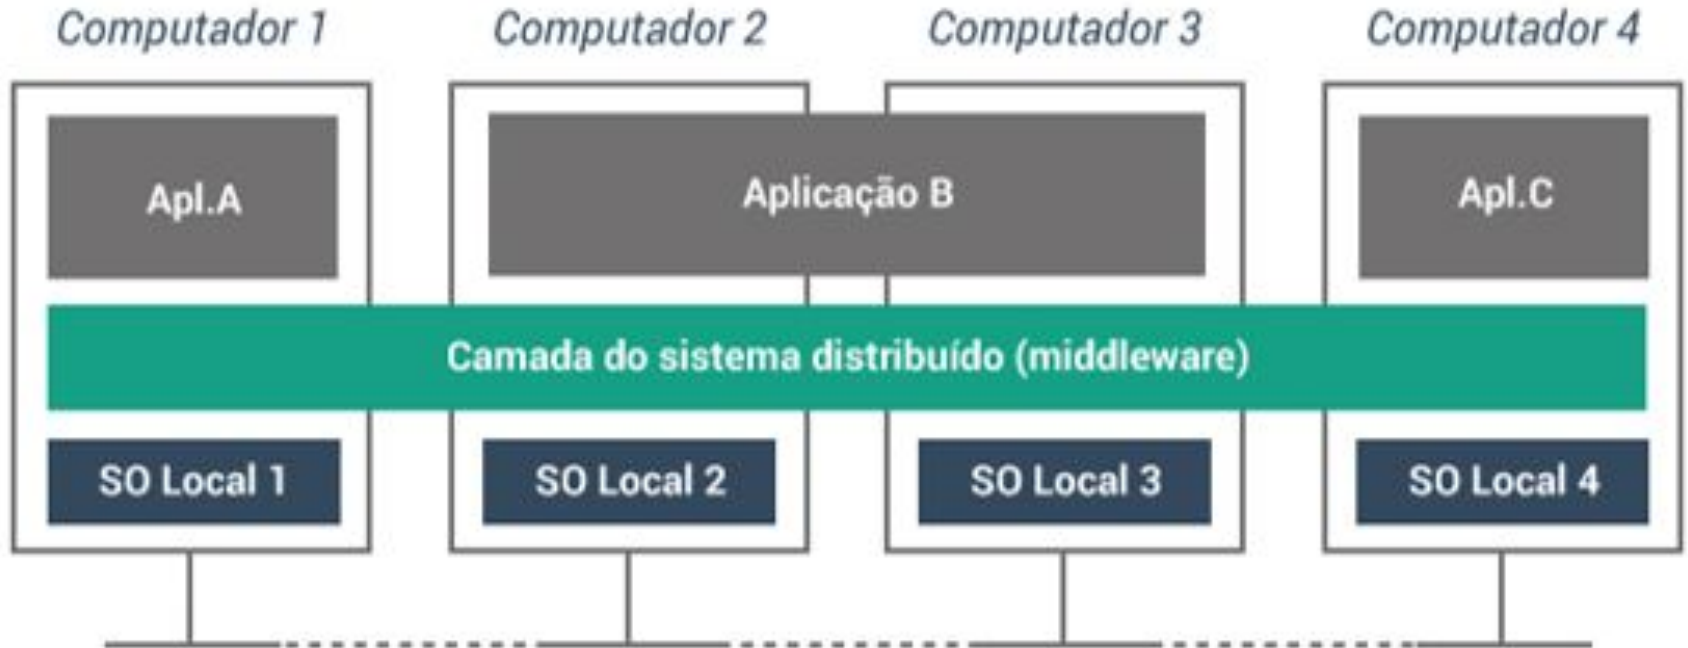 Computador 1
Computador 2
Computador 3
Computador 4
Apl.A
Aplicação B
Apl.C
Camada do sistema distribuído (middleware)
SO Local 1
SO Local 2
SO Local 3
SO Local 4